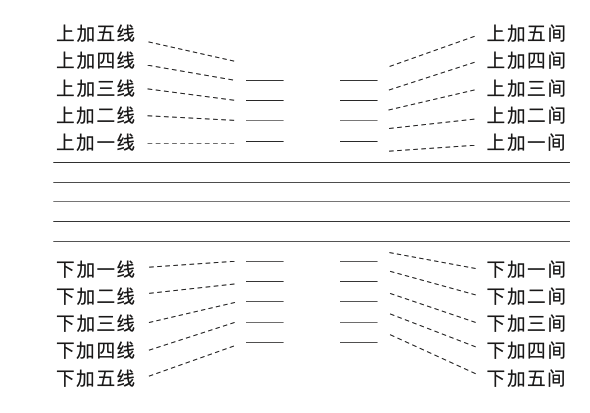 上加五线 上加五间
上加四线 上加四间
上加三线 上加三间
上加二线 上加二间
上加一线 上加一间
下加一线 下加一间
下加二线 下加二间
下加三线 下加三间
下加四线 下加四间
下加五线 下加五间